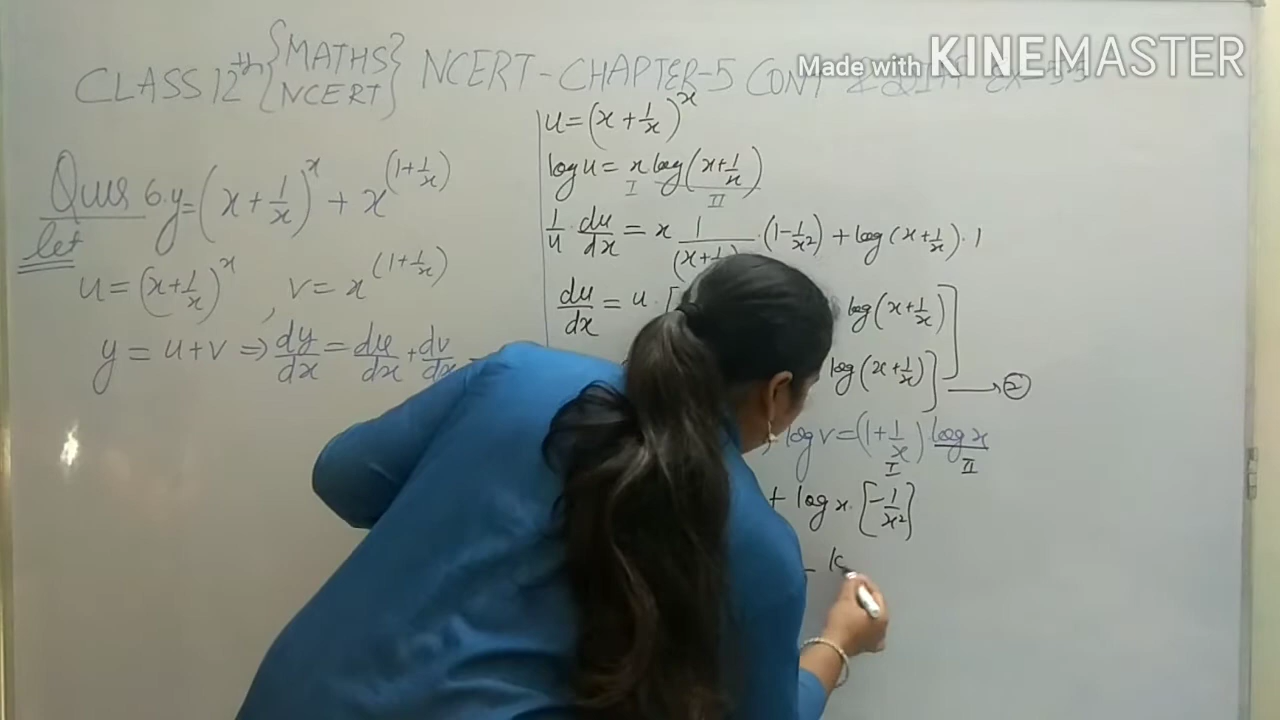 Made with KINEMASTER
CLASS 12th {MATHS NCERT} NCERT-CHAPTER-5 CONT
Ques 6. y=(x+1/x)^x + x^(1+1/x)
let
u=(x+1/x)^x , v=x^(1+1/x)
y=u+v ⇒ dy/dx = du/dx + dv/dx
u=(x+1/x)^x
log u = x log(x+1/x)
I II
1/u · du/dx = x 1/(x+1/x) · (1-1/x²) + log(x+1/x) · 1
du/dx = u · [ log(x+1/x)]
log(x+1/x)] → ②
log v = (1+1/x) log x
I II
+ log x · [-1/x²]
-